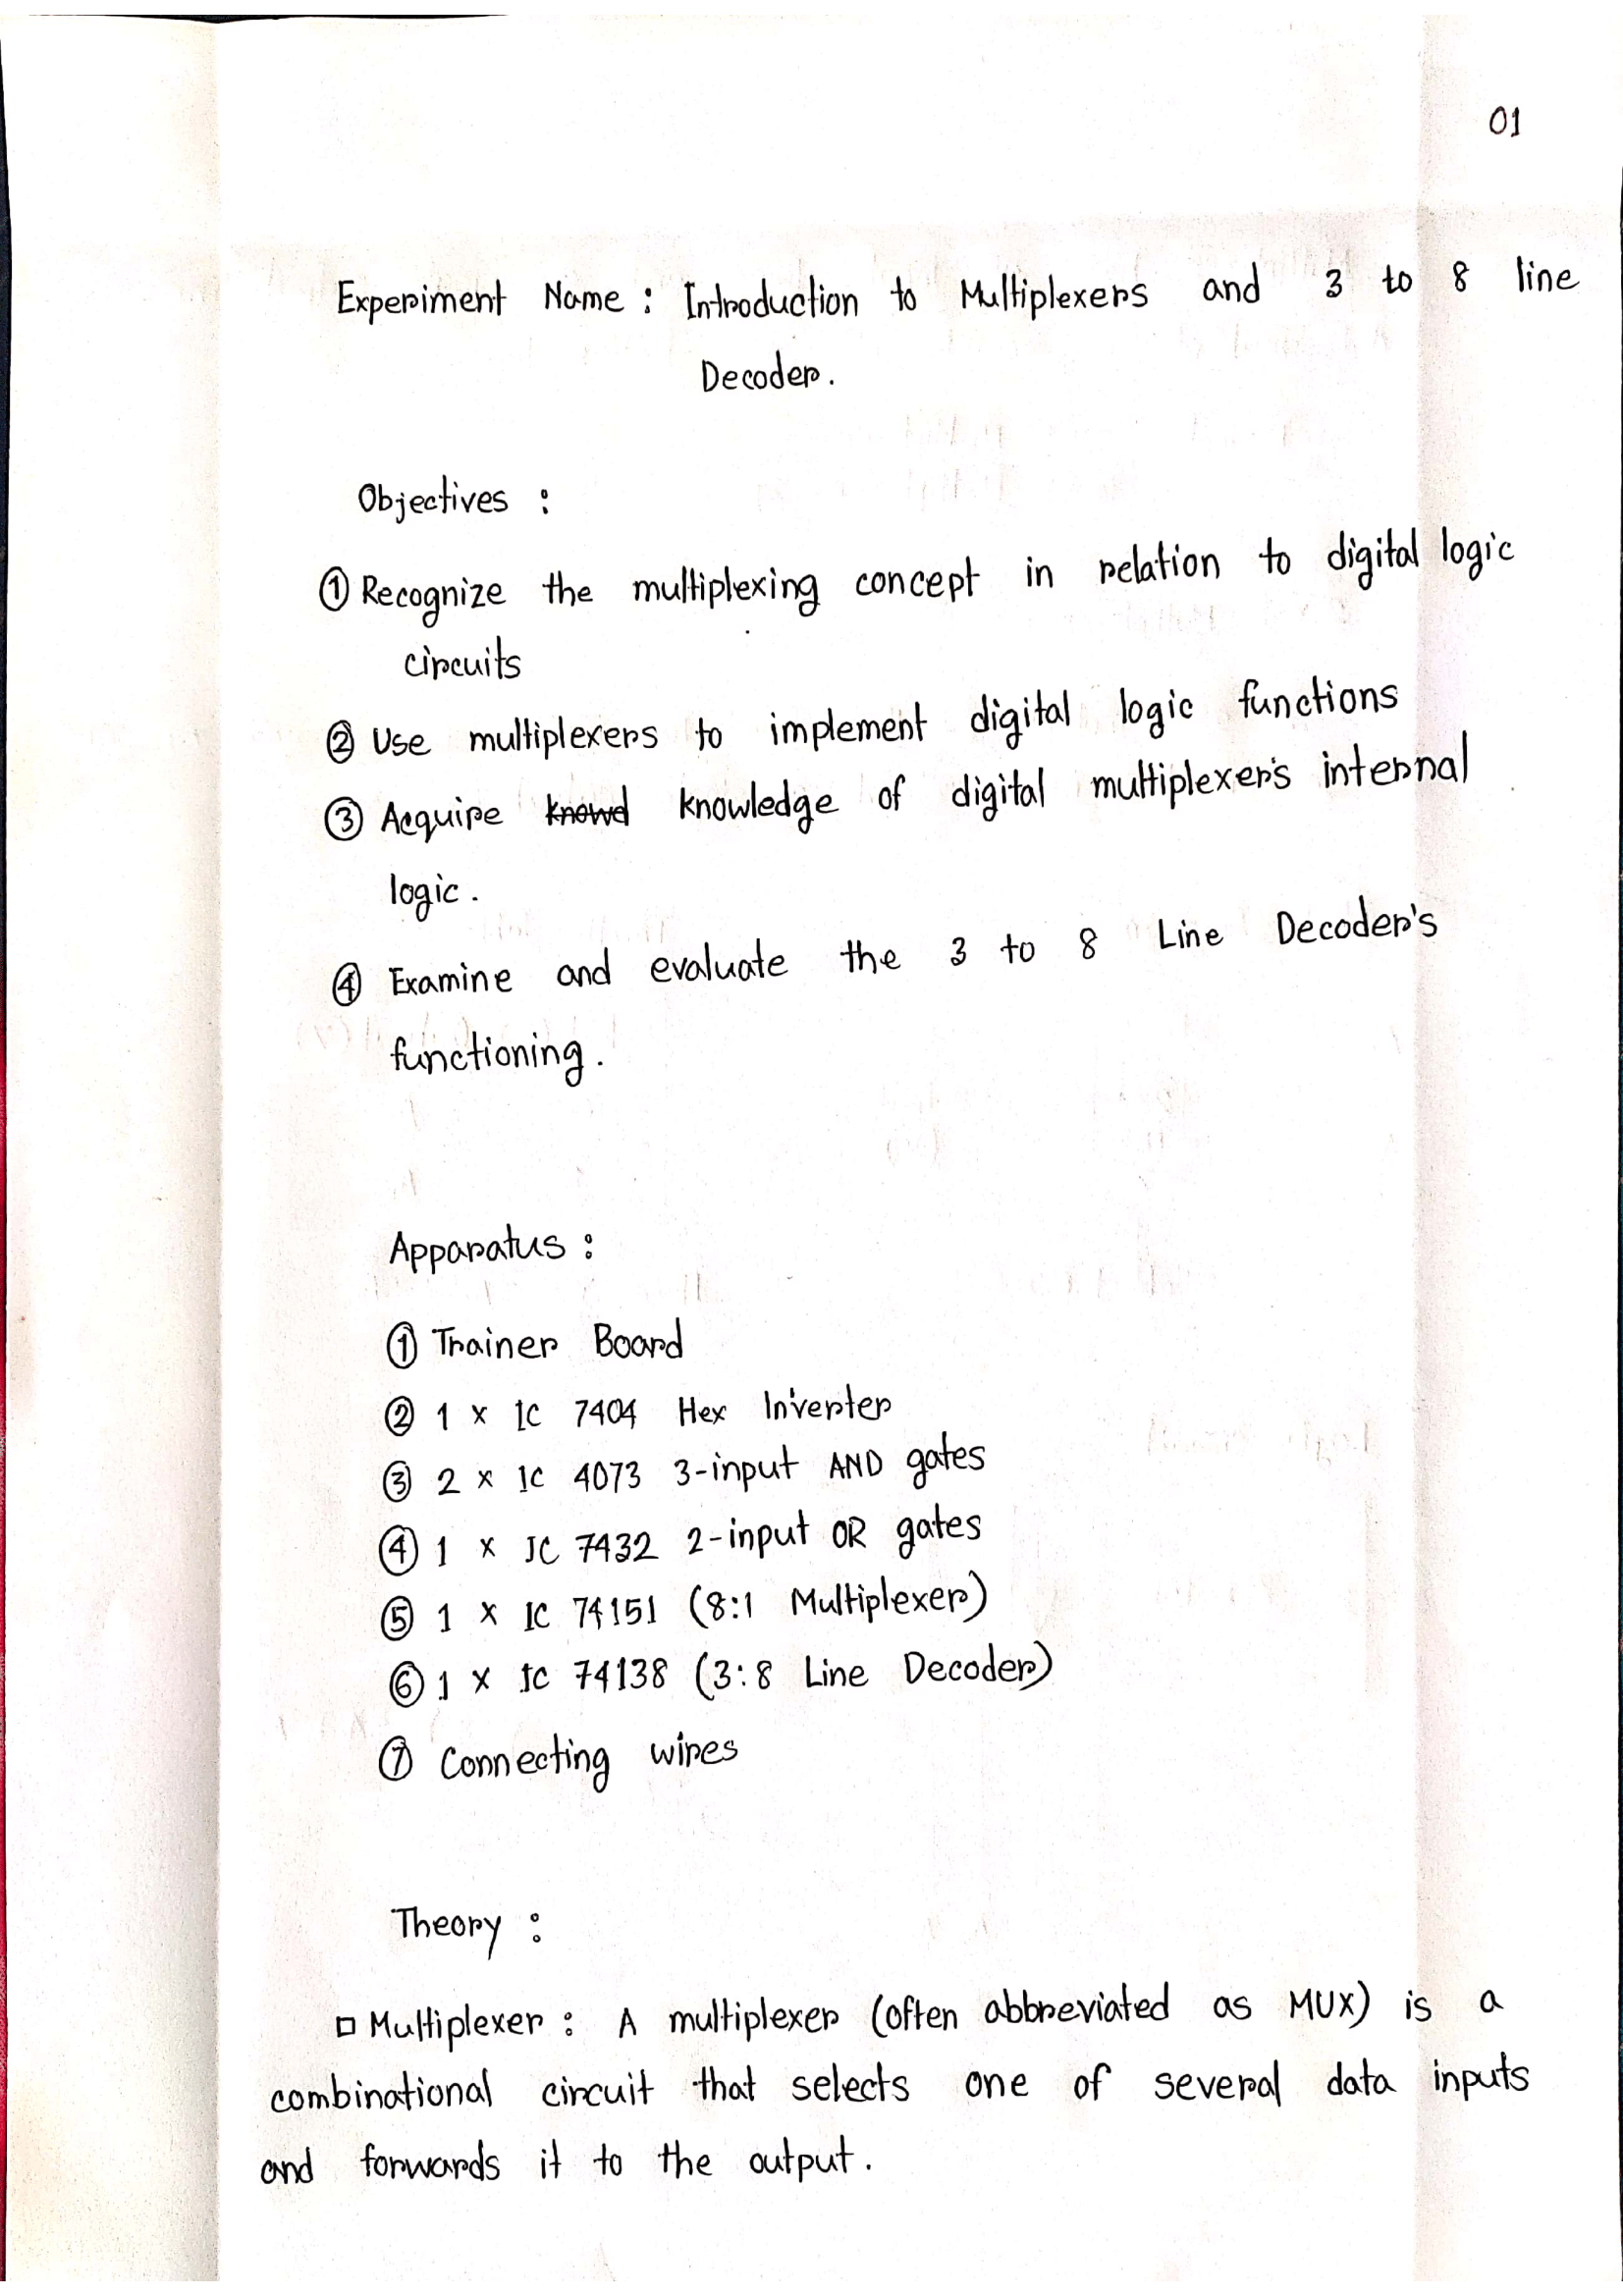 01
Experiment Name : Introduction to Multiplexers and 3 to 8 line
Decoder.
Objectives :
① Recognize the multiplexing concept in relation to digital logic
circuits
② Use multiplexers to implement digital logic functions
③ Acquire knowd knowledge of digital multiplexer's internal
logic.
④ Examine and evaluate the 3 to 8 Line Decoder's
functioning.
Apparatus :
① Trainer Board
② 1 x IC 7404 Hex Inverter
③ 2 x IC 4073 3-input AND gates
④ 1 x IC 7432 2-input OR gates
⑤ 1 x IC 74151 (8:1 Multiplexer)
⑥ 1 x IC 74138 (3:8 Line Decoder)
⑦ Connecting wires
Theory :
□ Multiplexer : A multiplexer (often abbreviated as MUX) is a
combinational circuit that selects one of several data inputs
and forwards it to the output.